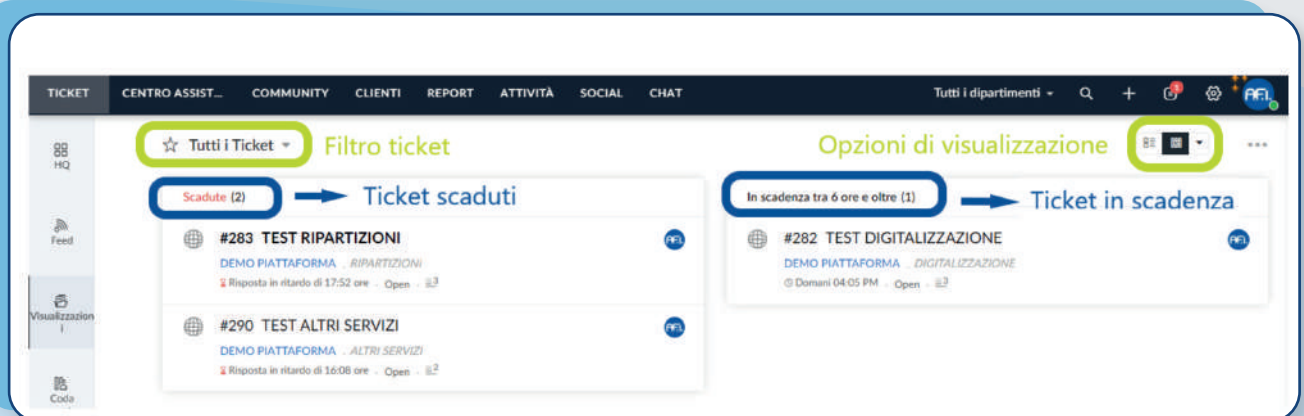 TICKET CENTRO ASSIST... COMMUNITY CLIENTI REPORT ATTIVITÀ SOCIAL CHAT Tutti i dipartimenti
HQ
Feed
Visualizzazion
i
Coda
Tutti i Ticket Filtro ticket
Opzioni di visualizzazione
Scadute (2) Ticket scaduti
#283 TEST RIPARTIZIONI
DEMO PIATTAFORMA . RIPARTIZIONI
Risposta in ritardo di 17:52 ore . Open . 3
#290 TEST ALTRI SERVIZI
DEMO PIATTAFORMA . ALTRI SERVIZI
Risposta in ritardo di 16:08 ore . Open . 2
In scadenza tra 6 ore e oltre (1) Ticket in scadenza
#282 TEST DIGITALIZZAZIONE
DEMO PIATTAFORMA . DIGITALIZZAZIONE
Domani 04:05 PM . Open . 3